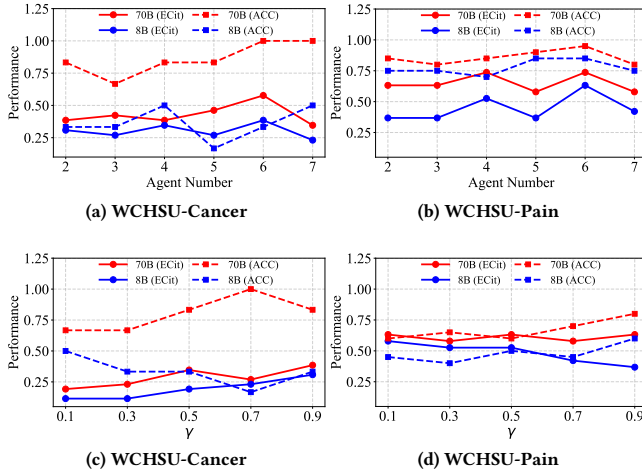 1.25
1.00
0.75
0.50
0.25
Performance
70B (ECit)
8B (ECit)
70B (ACC)
8B (ACC)
2 3 4 5 6 7
Agent Number
(a) WCHSU-Cancer
1.25
1.00
0.75
0.50
0.25
Performance
70B (ECit)
8B (ECit)
70B (ACC)
8B (ACC)
2 3 4 5 6 7
Agent Number
(b) WCHSU-Pain
1.25
1.00
0.75
0.50
0.25
Performance
70B (ECit)
8B (ECit)
70B (ACC)
8B (ACC)
0.1 0.3 0.5 0.7 0.9
γ
(c) WCHSU-Cancer
1.25
1.00
0.75
0.50
0.25
Performance
70B (ECit)
8B (ECit)
70B (ACC)
8B (ACC)
0.1 0.3 0.5 0.7 0.9
γ
(d) WCHSU-Pain